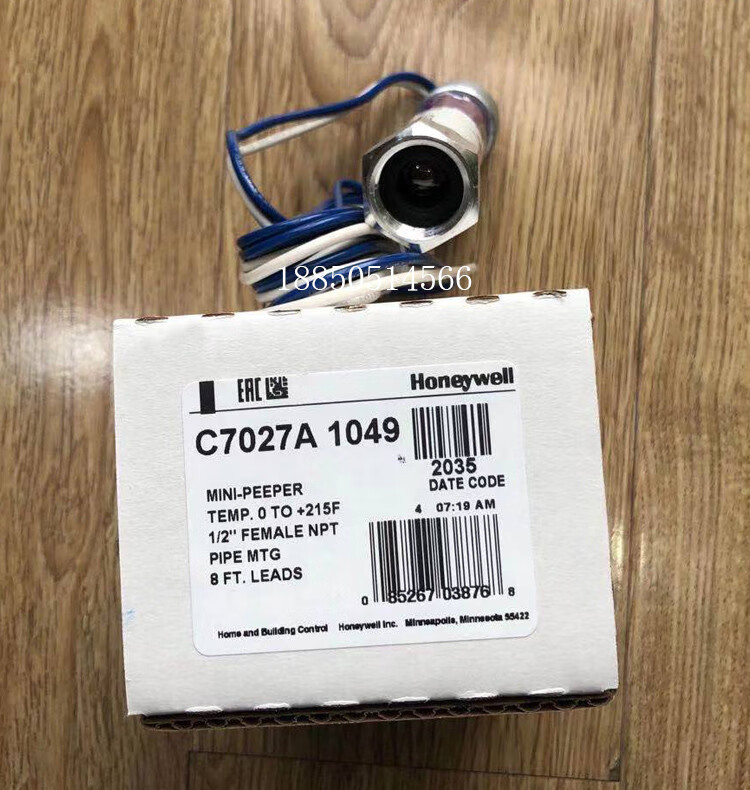 18850514566
EAC
Honeywell
C7027A 1049
2035
DATE CODE
4 07:19 AM
MINI-PEEPER
TEMP. 0 TO +215F
1/2" FEMALE NPT
PIPE MTG
8 FT. LEADS
0 85267 03876 8
Home and Building Control Honeywell Inc. Minneapolis, Minnesota 55422